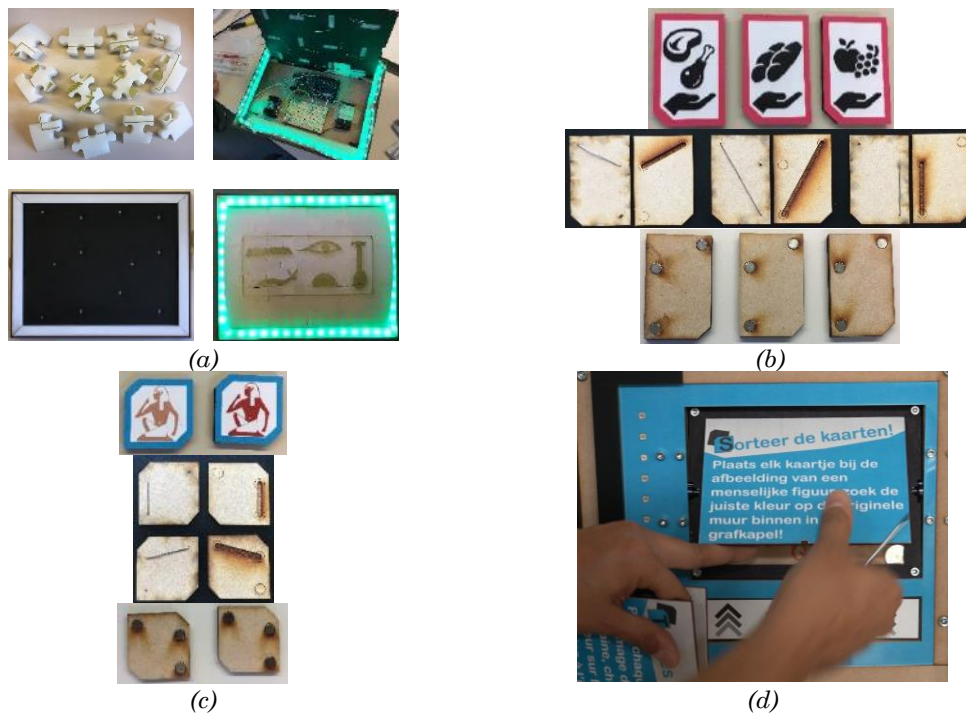 (a)
(b)
(c)
Sorteer de kaarten!
Plaats elk kaartje bij de
afbeelding van een
menselijke figuur, zoek de
juiste kleur op de originele
muur binnen in
grafkapel!
(d)